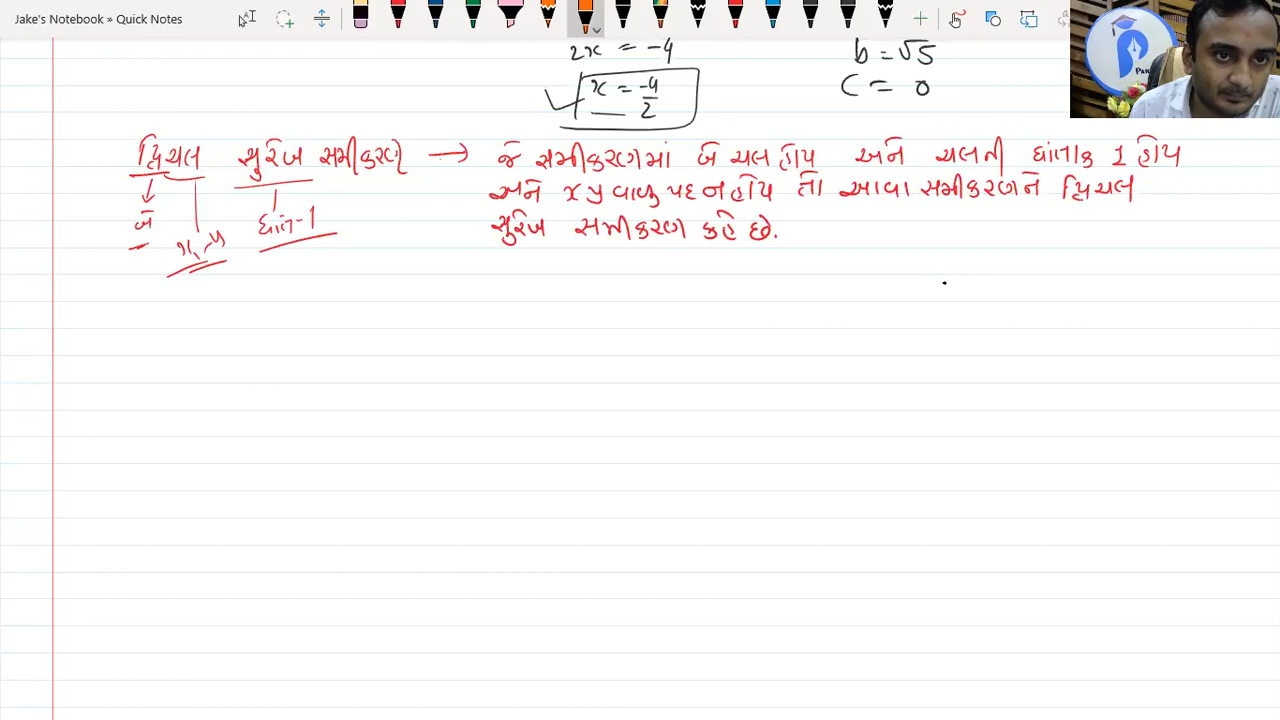 Jake's Notebook » Quick Notes
2x = -4
b = √5
x = -4/2
c = 0
દ્વિચલ સુરેખ સમીકરણ → જે સમીકરણમાં બે ચલ હોય અને ચલની ઘાતાંક 1 હોય
અને xy વાળુ પદ ન હોય તો આવા સમીકરણને દ્વિચલ
સુરેખ સમીકરણ કહે છે.
બે
x, y
ઘાત-1